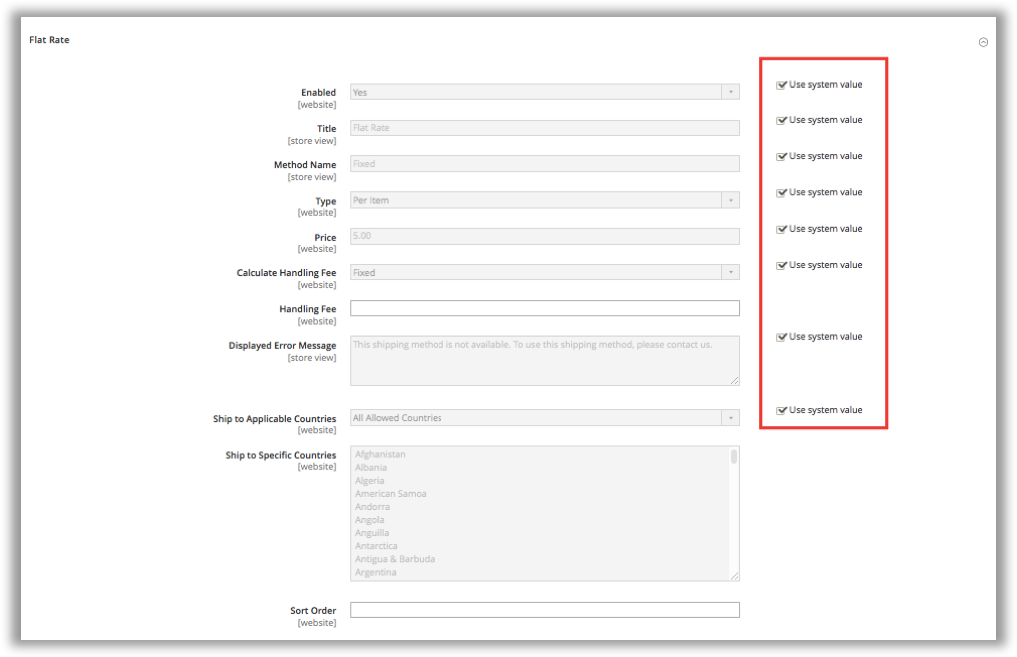 Flat Rate
Enabled
[website]
Yes
Use system value
Title
[store view]
Flat Rate
Use system value
Method Name
[store view]
Fixed
Use system value
Type
[website]
Per Item
Use system value
Price
[website]
5.00
Use system value
Calculate Handling Fee
[website]
Fixed
Use system value
Handling Fee
[website]
Displayed Error Message
[store view]
This shipping method is not available. To use this shipping method, please contact us.
Use system value
Ship to Applicable Countries
[website]
All Allowed Countries
Use system value
Ship to Specific Countries
[website]
Afghanistan
Albania
Algeria
American Samoa
Andorra
Angola
Anguilla
Antarctica
Antigua & Barbuda
Argentina
Sort Order
[website]